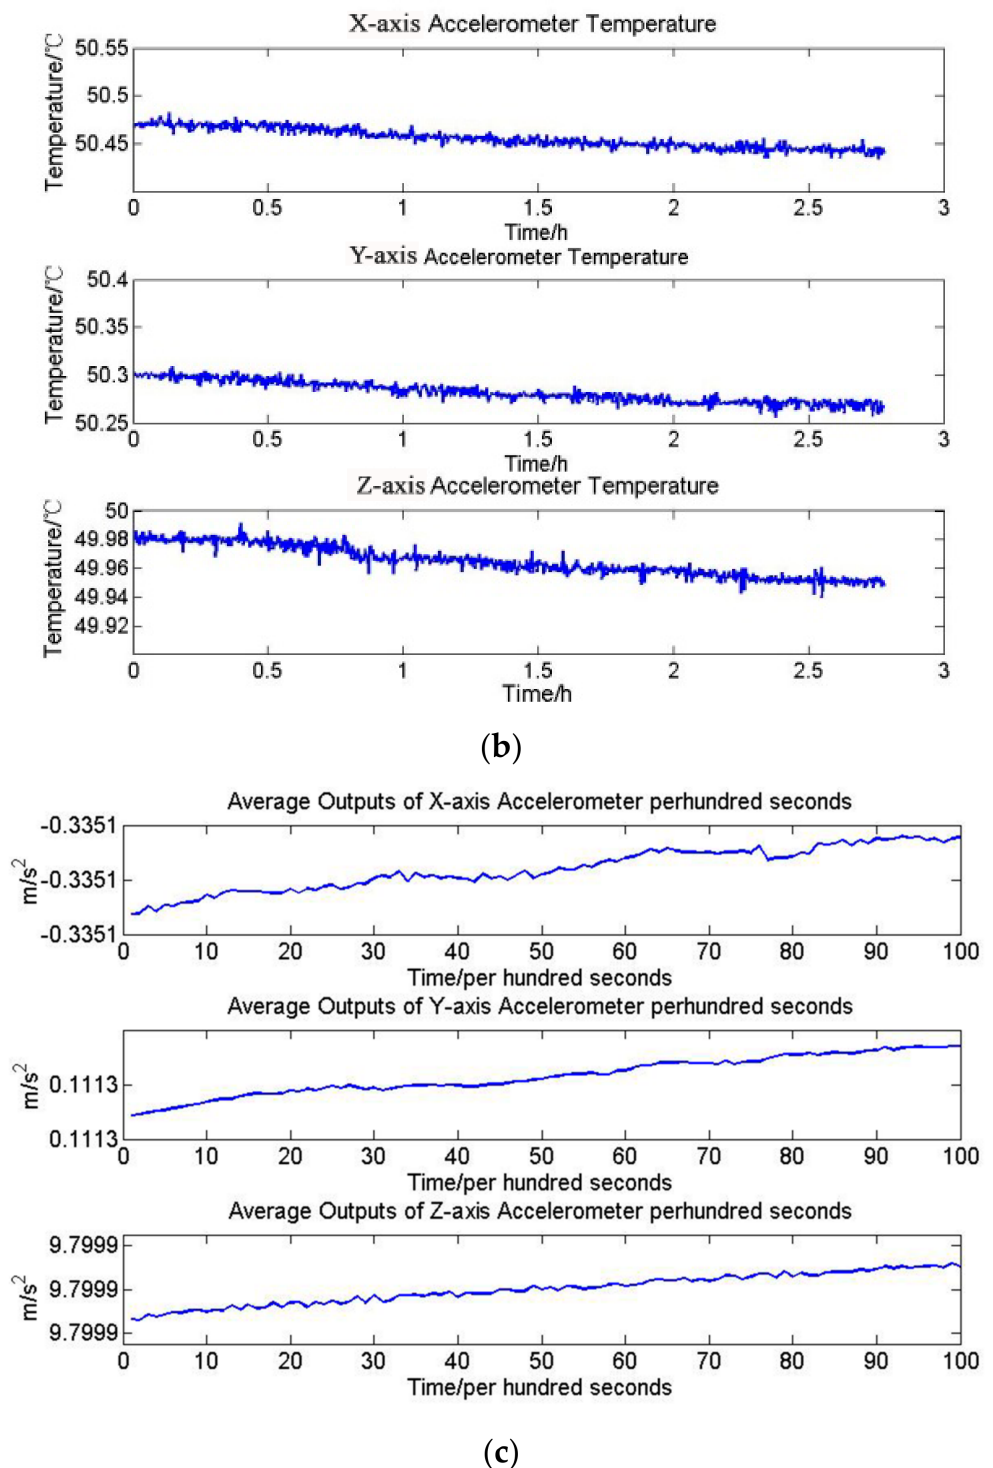 X-axis Accelerometer Temperature
Temperature/℃
50.55
50.5
50.45
0 0.5 1 1.5 2 2.5 3
Time/h
Y-axis Accelerometer Temperature
Temperature/℃
50.4
50.35
50.3
50.25
0 0.5 1 1.5 2 2.5 3
Time/h
Z-axis Accelerometer Temperature
Temperature/℃
50
49.98
49.96
49.94
49.92
0 0.5 1 1.5 2 2.5 3
Time/h
(b)
Average Outputs of X-axis Accelerometer perhundred seconds
m/s²
-0.3351
-0.3351
-0.3351
0 10 20 30 40 50 60 70 80 90 100
Time/per hundred seconds
Average Outputs of Y-axis Accelerometer perhundred seconds
m/s²
0.1113
0.1113
0 10 20 30 40 50 60 70 80 90 100
Time/per hundred seconds
Average Outputs of Z-axis Accelerometer perhundred seconds
m/s²
9.7999
9.7999
9.7999
0 10 20 30 40 50 60 70 80 90 100
Time/per hundred seconds
(c)